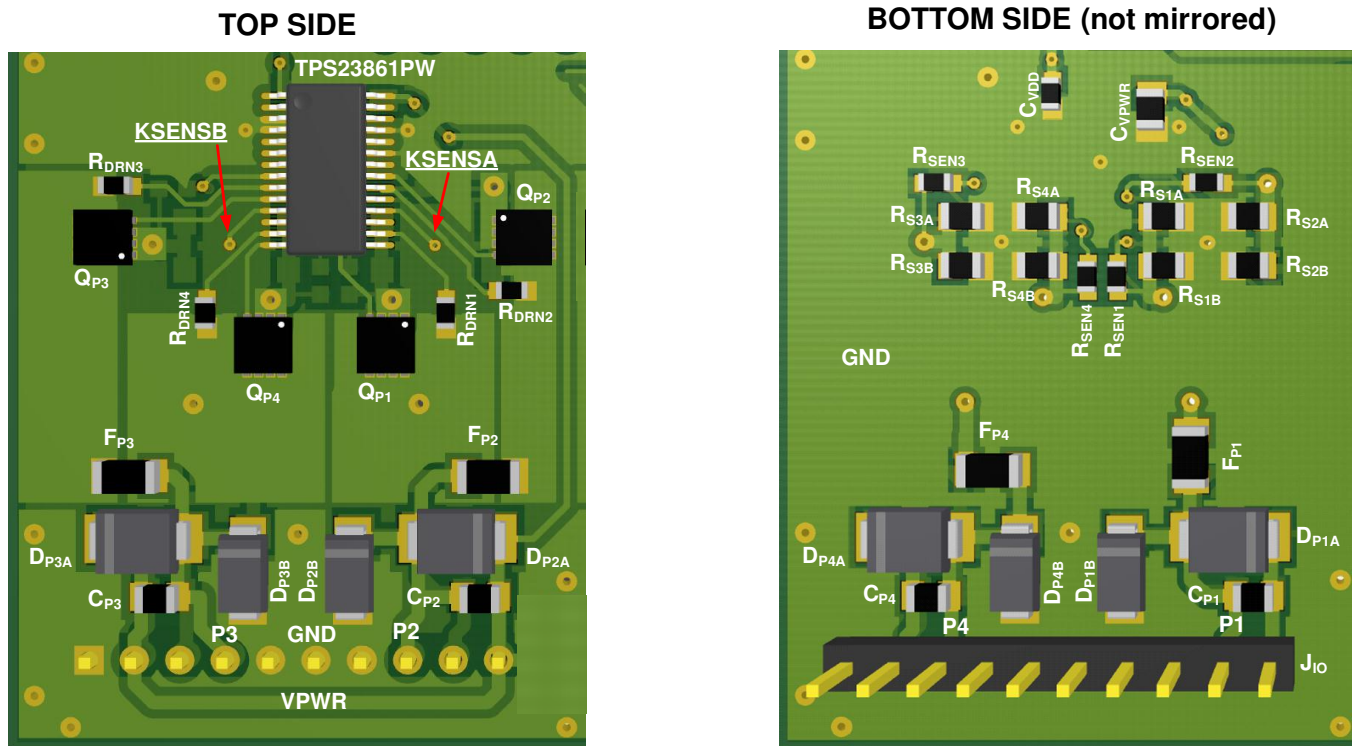 TOP SIDE
BOTTOM SIDE (not mirrored)
TPS23861PW
KSENSB
KSENSA
RDRN3
QP2
QP3
RDRN4
RDRN1
RDRN2
QP4
QP1
FP3
FP2
DP3A
DP3B
DP2B
DP2A
CP3
CP2
P3
GND
P2
VPWR
CVDD
CVPWR
RSEN3
RSEN2
RS4A
RS1A
RS3A
RS2A
RS3B
RS2B
RS4B
RS1B
RSEN4
RSEN1
GND
FP4
FP1
DP4A
DP4B
DP1B
DP1A
CP4
CP1
P4
P1
JIO